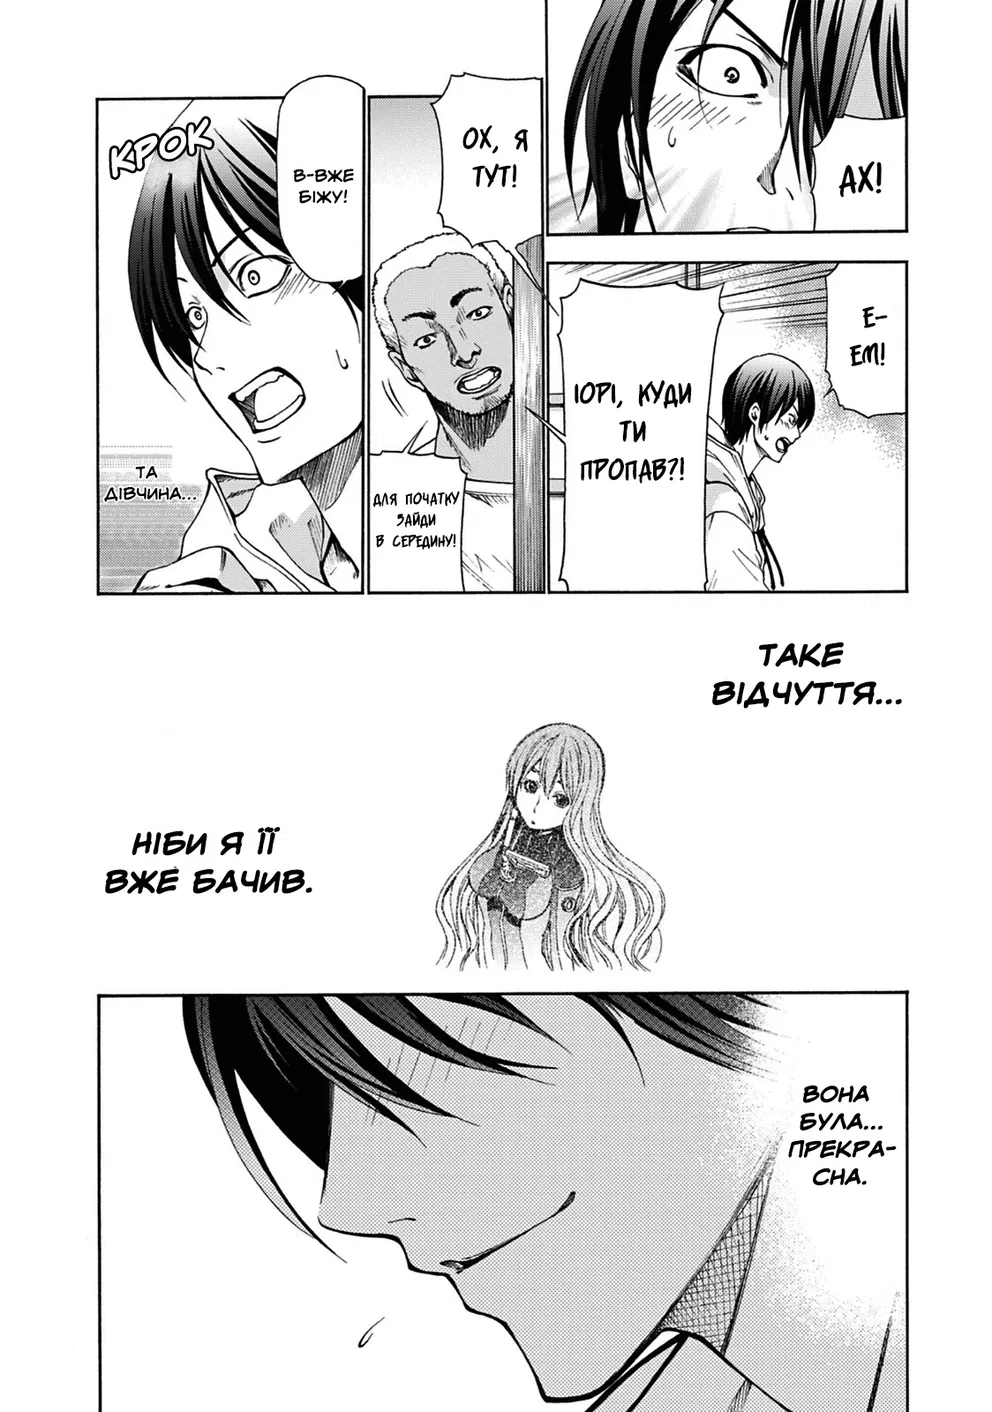 АХ!
Е-
ЕМ!
ЮРІ, КУДИ
ТИ
ПРОПАВ?!
ОХ, Я
ТУТ!
ДЛЯ ПОЧАТКУ
ЗАЙДИ
В СЕРЕДИНУ!
В-ВЖЕ
БІЖУ!
КРОК
ТА
ДІВЧИНА...
ТАКЕ
ВІДЧУТТЯ...
НІБИ Я ЇЇ
ВЖЕ БАЧИВ.
ВОНА
БУЛА...
ПРЕКРА-
СНА.